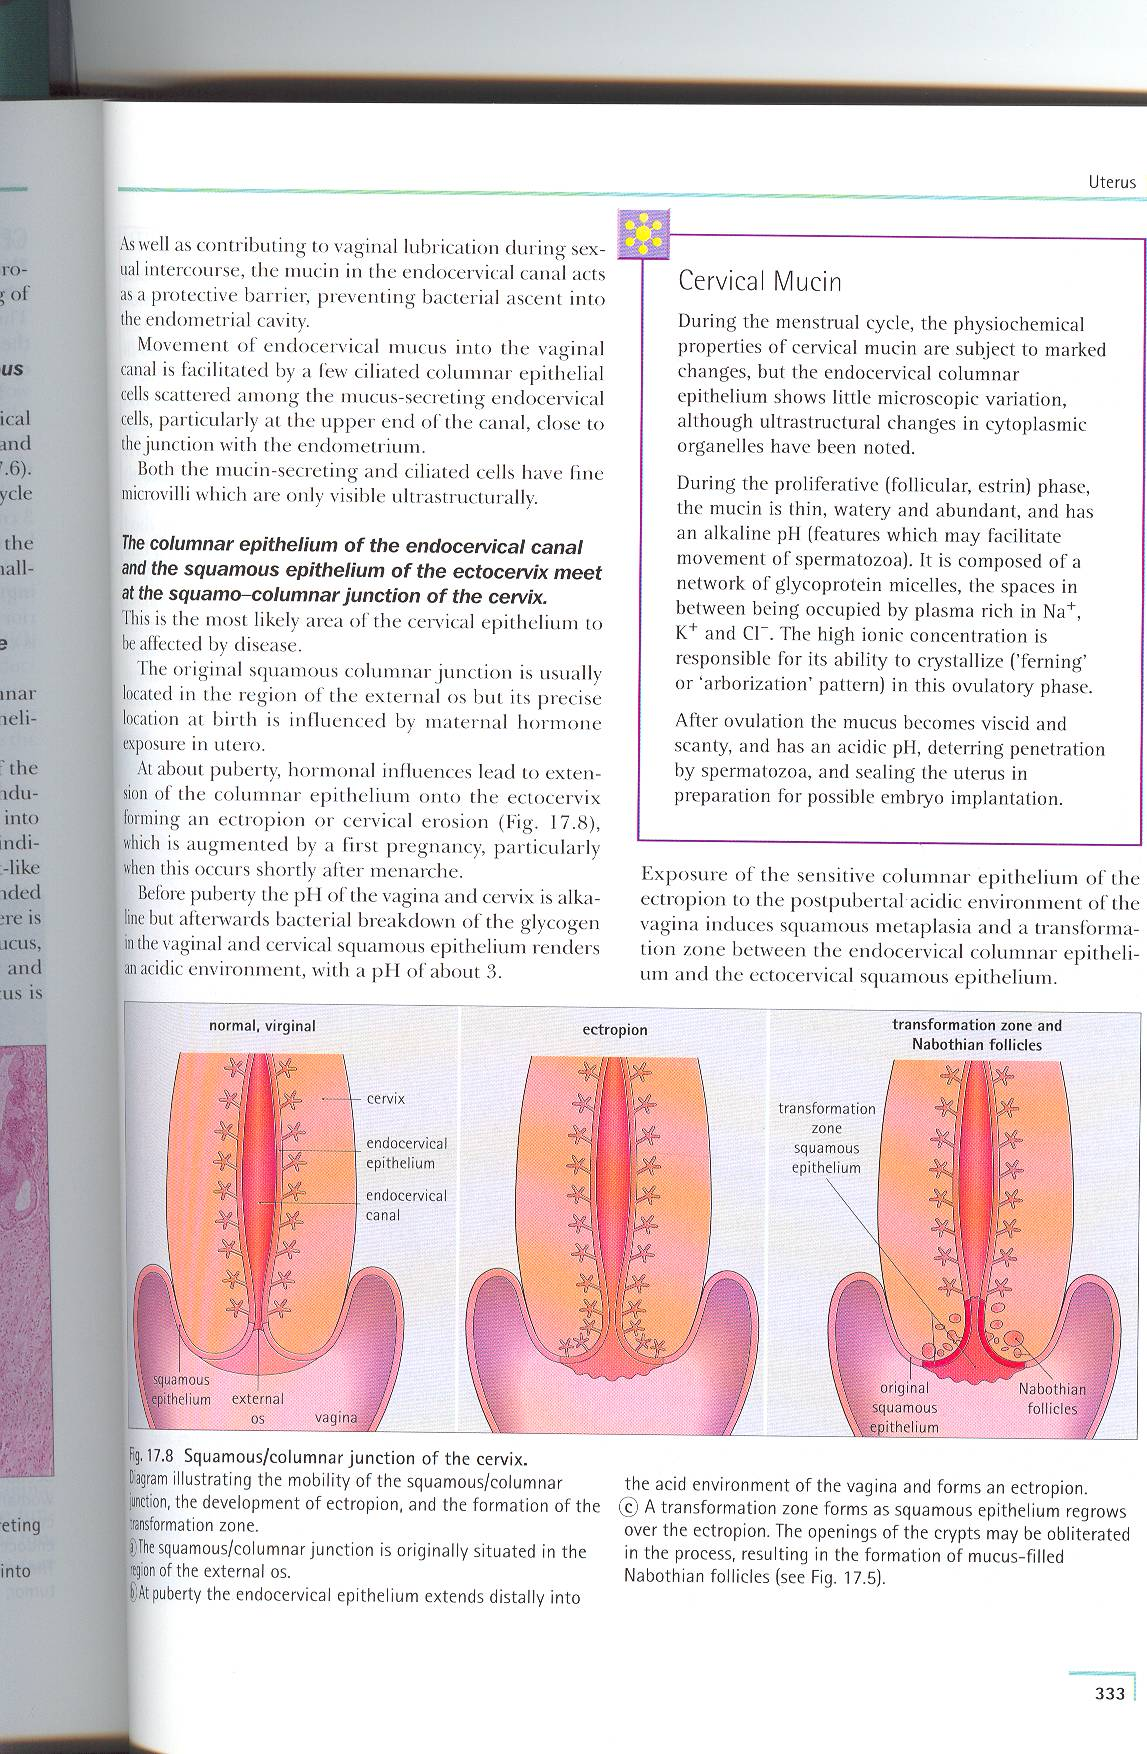 Uterus
As well as contributing to vaginal lubrication during sex-
ual intercourse, the mucin in the endocervical canal acts
as a protective barrier, preventing bacterial ascent into
the endometrial cavity.
Movement of endocervical mucus into the vaginal
canal is facilitated by a few ciliated columnar epithelial
cells scattered among the mucus-secreting endocervical
cells, particularly at the upper end of the canal, close to
the junction with the endometrium.
Both the mucin-secreting and ciliated cells have fine
microvilli which are only visible ultrastructurally.
The columnar epithelium of the endocervical canal
and the squamous epithelium of the ectocervix meet
at the squamo–columnar junction of the cervix.
This is the most likely area of the cervical epithelium to
be affected by disease.
The original squamous columnar junction is usually
located in the region of the external os but its precise
location at birth is influenced by maternal hormone
exposure in utero.
At about puberty, hormonal influences lead to exten-
sion of the columnar epithelium onto the ectocervix
forming an ectropion or cervical erosion (Fig. 17.8),
which is augmented by a first pregnancy, particularly
when this occurs shortly after menarche.
Before puberty the pH of the vagina and cervix is alka-
line but afterwards bacterial breakdown of the glycogen
in the vaginal and cervical squamous epithelium renders
an acidic environment, with a pH of about 3.
Cervical Mucin
During the menstrual cycle, the physiochemical
properties of cervical mucin are subject to marked
changes, but the endocervical columnar
epithelium shows little microscopic variation,
although ultrastructural changes in cytoplasmic
organelles have been noted.
During the proliferative (follicular, estrin) phase,
the mucin is thin, watery and abundant, and has
an alkaline pH (features which may facilitate
movement of spermatozoa). It is composed of a
network of glycoprotein micelles, the spaces in
between being occupied by plasma rich in Na⁺,
K⁺ and Cl⁻. The high ionic concentration is
responsible for its ability to crystallize ('ferning'
or 'arborization' pattern) in this ovulatory phase.
After ovulation the mucus becomes viscid and
scanty, and has an acidic pH, deterring penetration
by spermatozoa, and sealing the uterus in
preparation for possible embryo implantation.
Exposure of the sensitive columnar epithelium of the
ectropion to the postpubertal acidic environment of the
vagina induces squamous metaplasia and a transforma-
tion zone between the endocervical columnar epitheli-
um and the ectocervical squamous epithelium.
normal, virginal
cervix
endocervical
epithelium
endocervical
canal
squamous
epithelium
external
os
vagina
ectropion
transformation zone and
Nabothian follicles
transformation
zone
squamous
epithelium
original
squamous
epithelium
Nabothian
follicles
Fig. 17.8 Squamous/columnar junction of the cervix.
Diagram illustrating the mobility of the squamous/columnar
junction, the development of ectropion, and the formation of the
transformation zone.
ⓐ The squamous/columnar junction is originally situated in the
region of the external os.
ⓑ At puberty the endocervical epithelium extends distally into
the acid environment of the vagina and forms an ectropion.
ⓒ A transformation zone forms as squamous epithelium regrows
over the ectropion. The openings of the crypts may be obliterated
in the process, resulting in the formation of mucus-filled
Nabothian follicles (see Fig. 17.5).
333